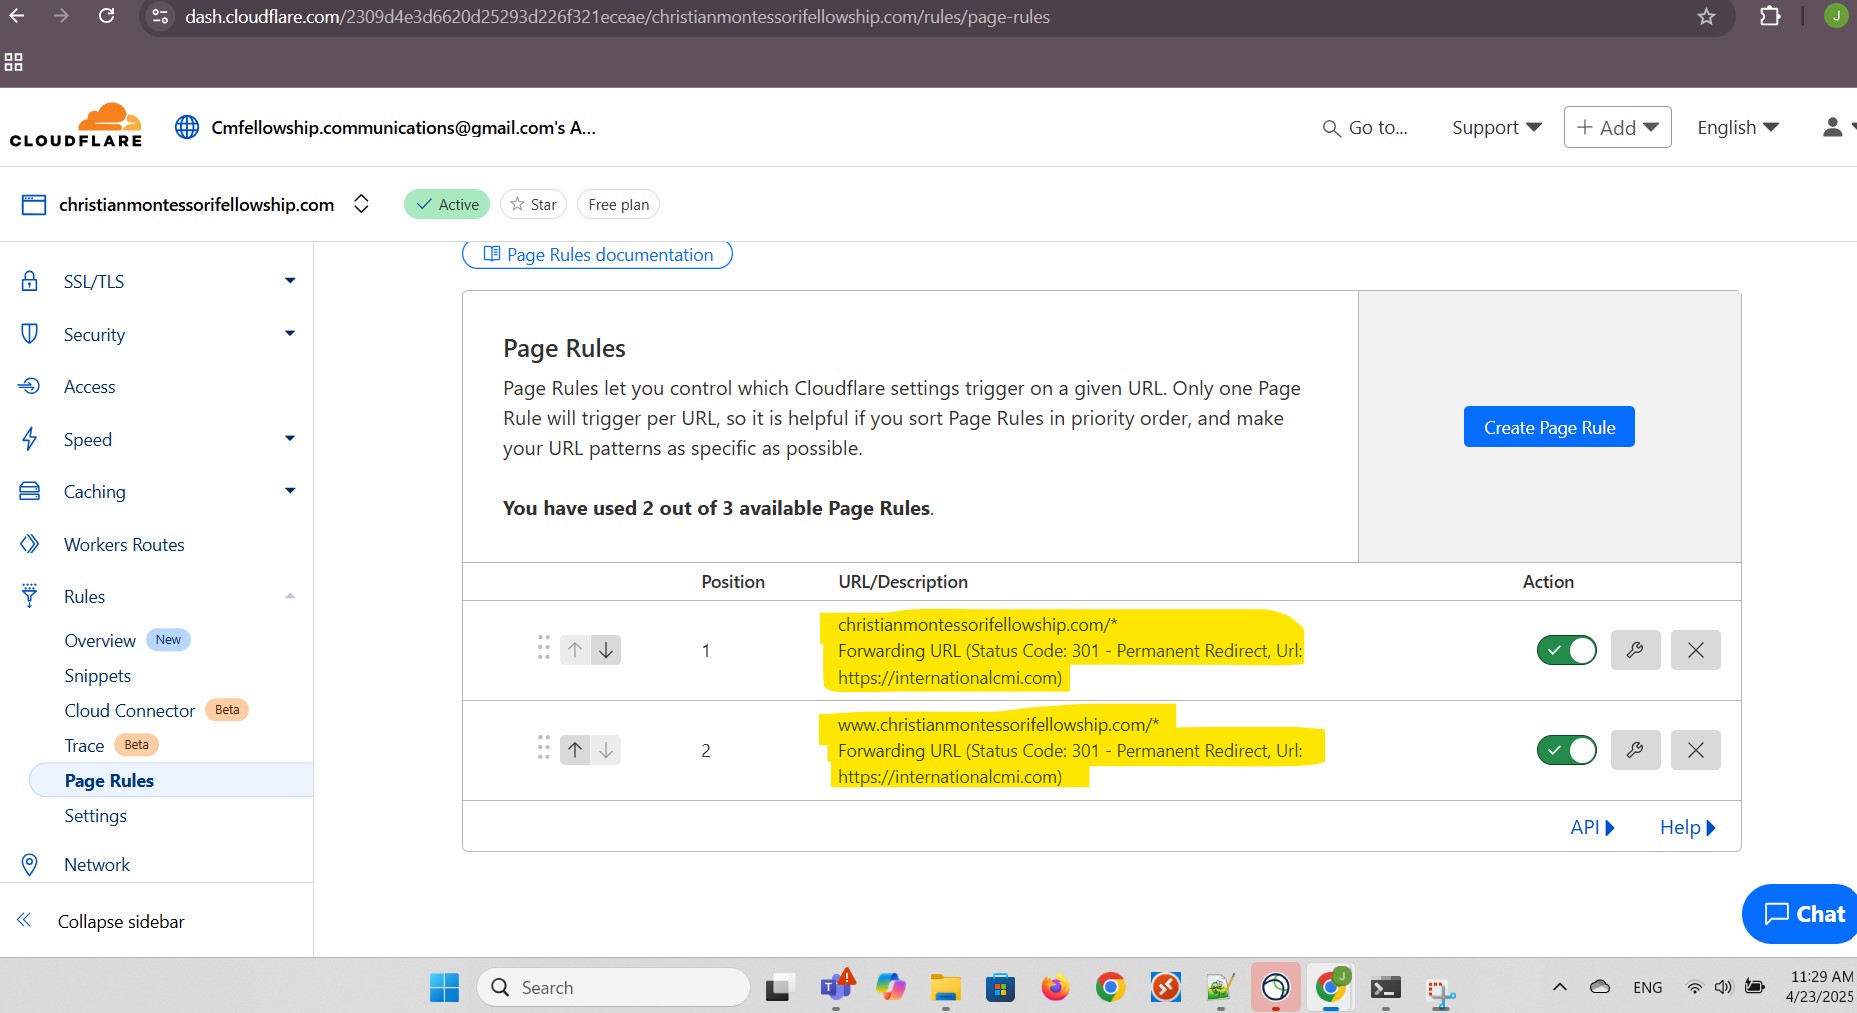 dash.cloudflare.com/2309d4e3d6620d25293d226f321eceae/christianmontessorifellowship.com/rules/page-rules
J
CLOUDFLARE
Cmfellowship.communications@gmail.com's A...
Go to...
Support
+ Add
English
christianmontessorifellowship.com
Active
Star
Free plan
SSL/TLS
Security
Access
Speed
Caching
Workers Routes
Rules
Overview New
Snippets
Cloud Connector Beta
Trace Beta
Page Rules
Settings
Network
Collapse sidebar
Page Rules documentation
Page Rules
Page Rules let you control which Cloudflare settings trigger on a given URL. Only one Page
Rule will trigger per URL, so it is helpful if you sort Page Rules in priority order, and make
your URL patterns as specific as possible.
You have used 2 out of 3 available Page Rules.
Create Page Rule
Position URL/Description Action
1
christianmontessorifellowship.com/*
Forwarding URL (Status Code: 301 - Permanent Redirect, Url:
https://internationalcmi.com)
2
www.christianmontessorifellowship.com/*
Forwarding URL (Status Code: 301 - Permanent Redirect, Url:
https://internationalcmi.com)
API
Help
Chat
Search
J
ENG
11:29 AM
4/23/2025